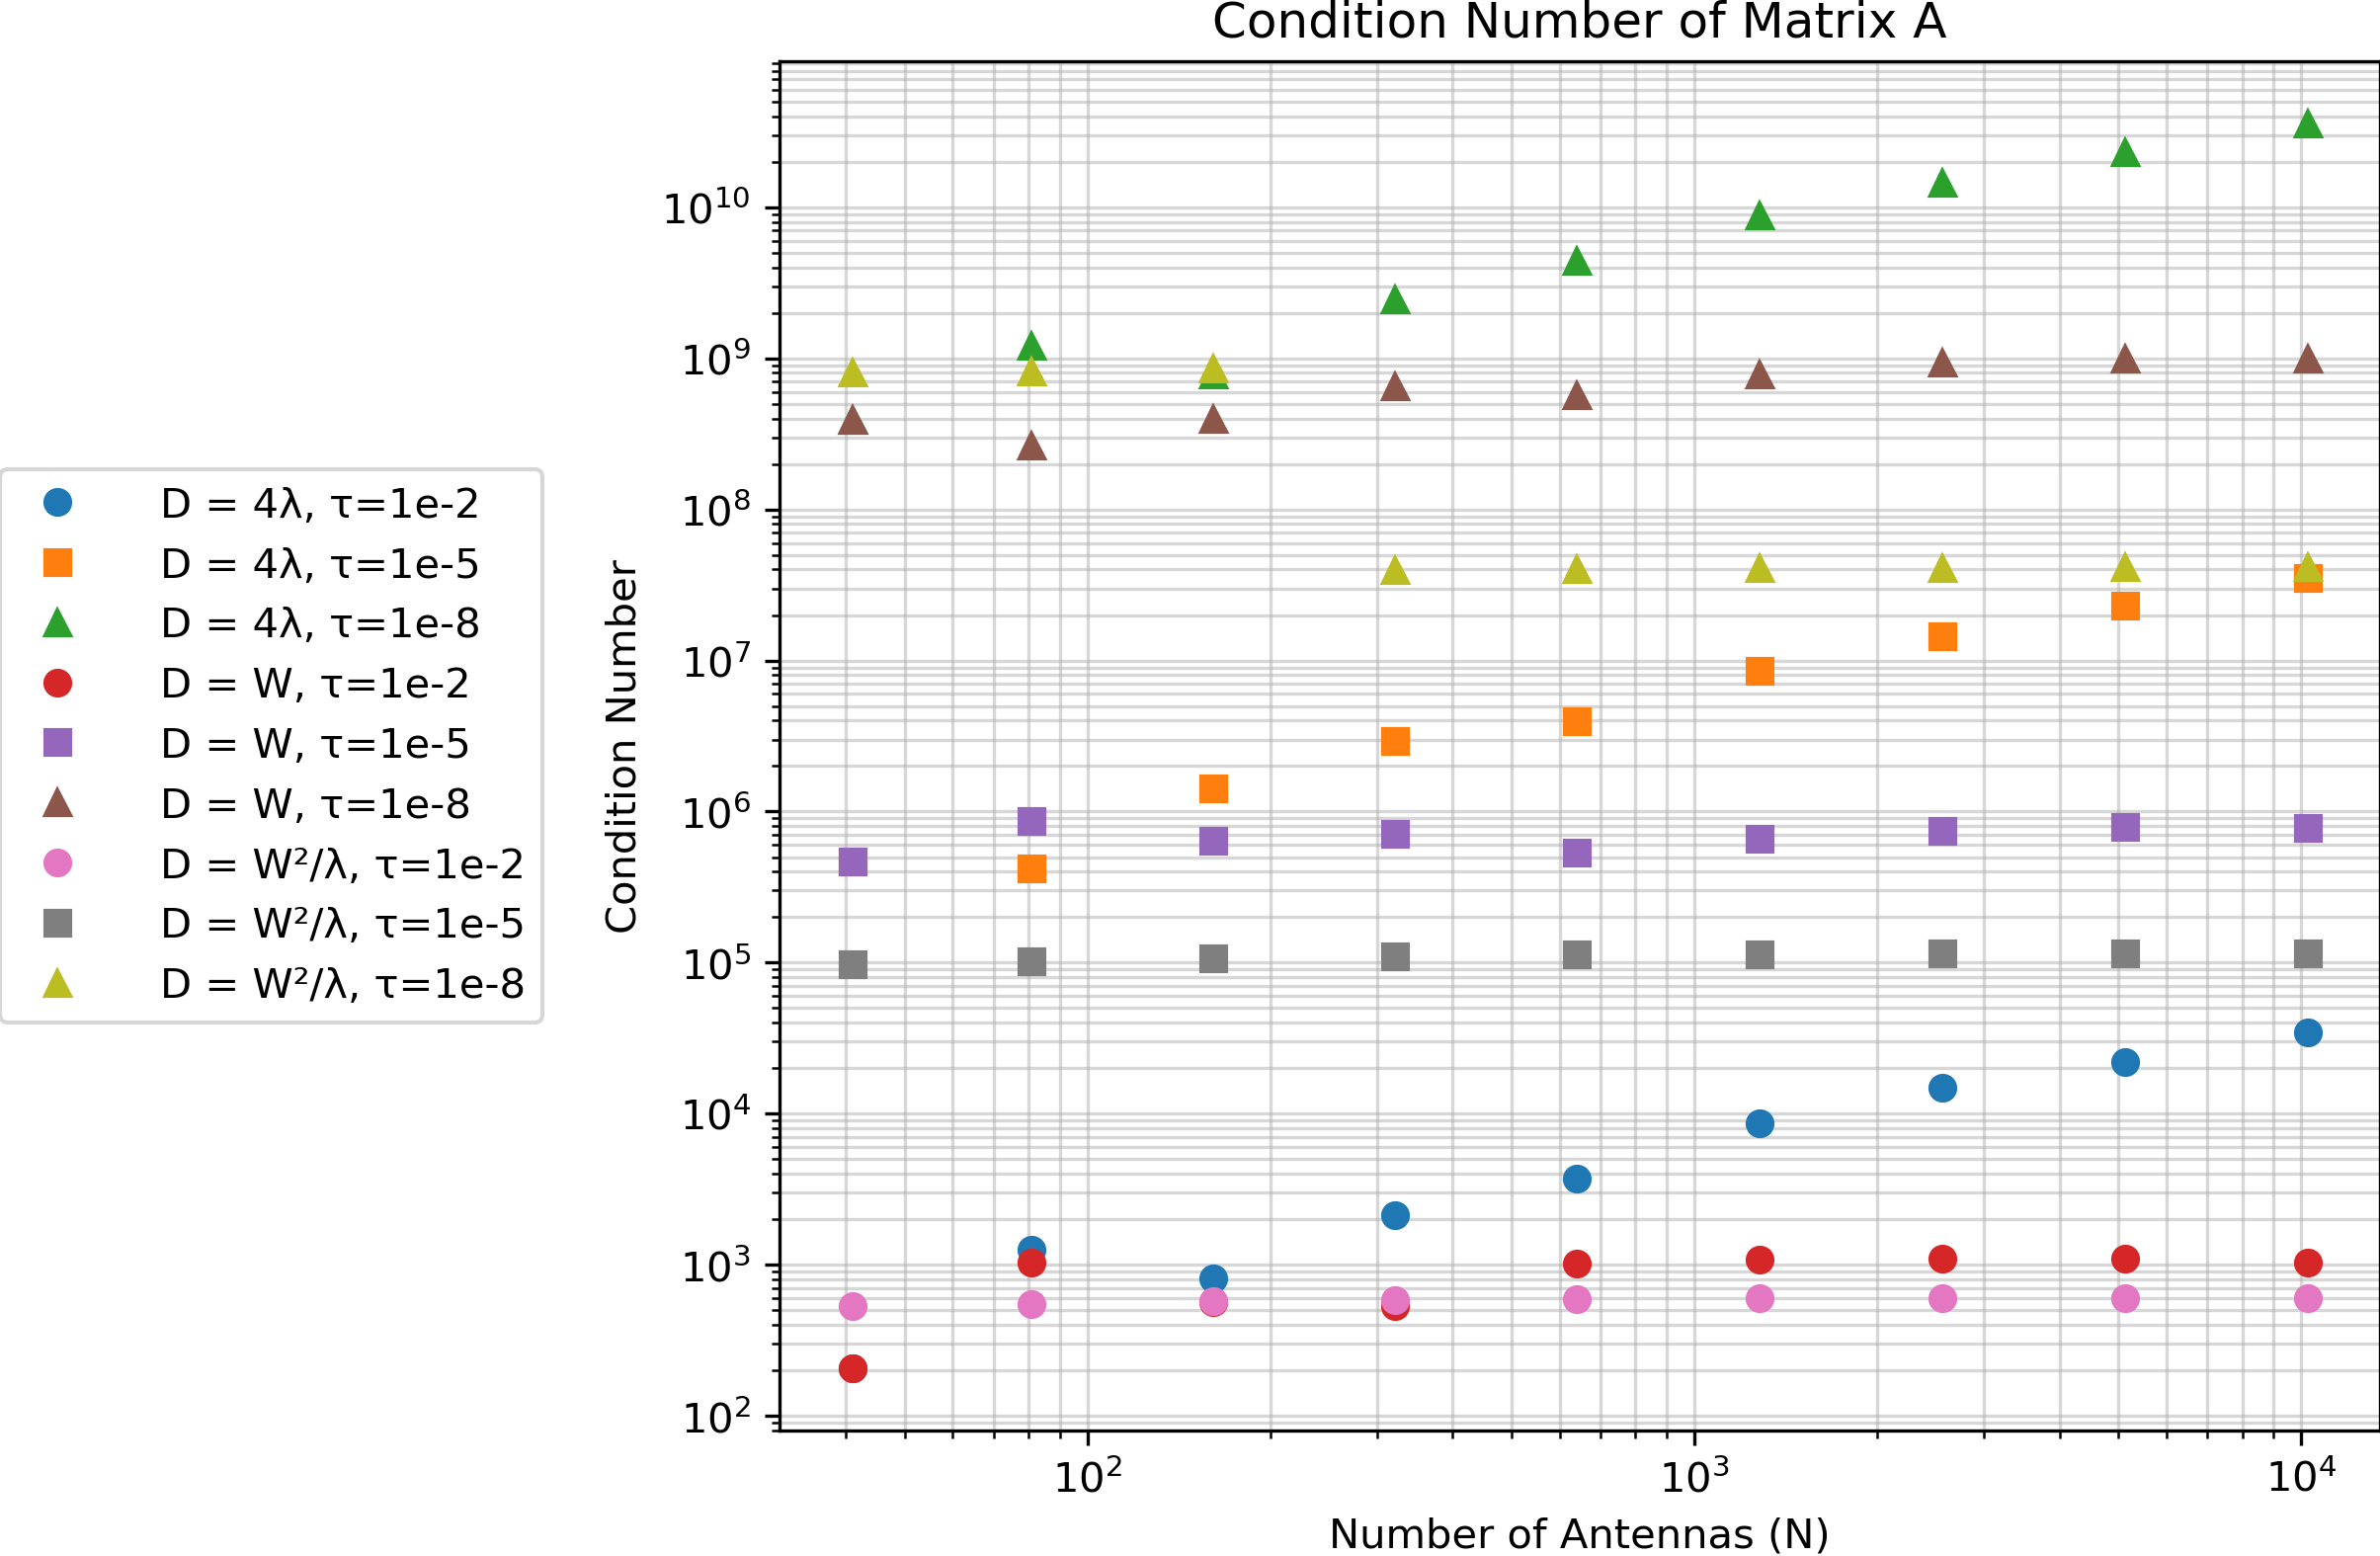 Condition Number of Matrix A
10¹⁰
10⁹
10⁸
10⁷
10⁶
10⁵
10⁴
10³
10²
Condition Number
D = 4λ, τ=1e-2
D = 4λ, τ=1e-5
D = 4λ, τ=1e-8
D = W, τ=1e-2
D = W, τ=1e-5
D = W, τ=1e-8
D = W²/λ, τ=1e-2
D = W²/λ, τ=1e-5
D = W²/λ, τ=1e-8
10² 10³ 10⁴
Number of Antennas (N)